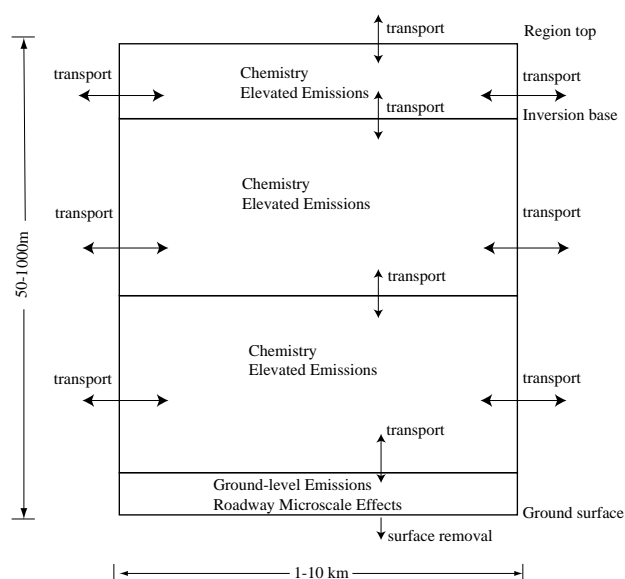 transport
Region top
transport
Chemistry
Elevated Emissions
transport
transport
Inversion base
transport
Chemistry
Elevated Emissions
transport
50-1000m
transport
transport
Chemistry
Elevated Emissions
transport
transport
Ground-level Emissions
Roadway Microscale Effects
Ground surface
surface removal
1-10 km